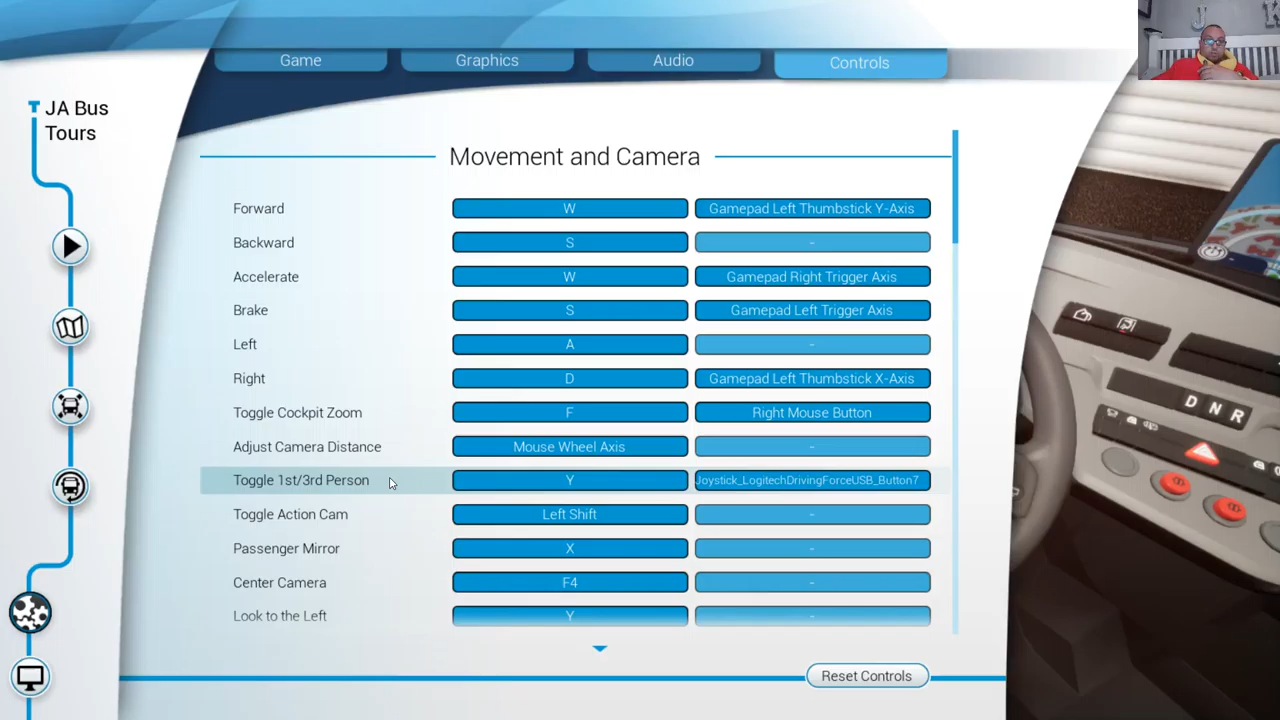 Game Graphics Audio Controls
JA Bus
Tours
Movement and Camera
Forward W Gamepad Left Thumbstick Y-Axis
Backward S -
Accelerate W Gamepad Right Trigger Axis
Brake S Gamepad Left Trigger Axis
Left A -
Right D Gamepad Left Thumbstick X-Axis
Toggle Cockpit Zoom F Right Mouse Button
Adjust Camera Distance Mouse Wheel Axis -
Toggle 1st/3rd Person Y Joystick_LogitechDrivingForceUSB_Button7
Toggle Action Cam Left Shift -
Passenger Mirror X -
Center Camera F4 -
Look to the Left Y -
Reset Controls
D N R
J K